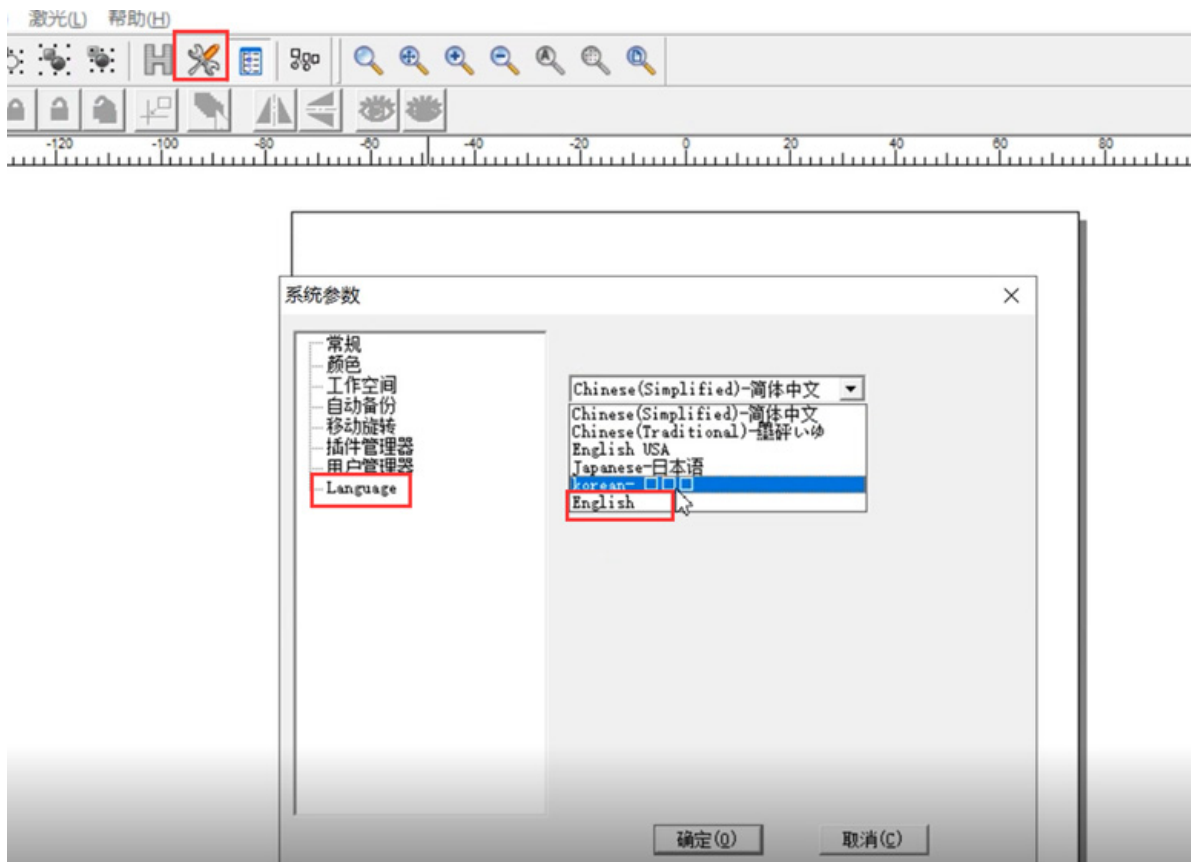 激光(L) 帮助(H)
-120 -100 -80 -60 -40 -20 0 20 40 60 80
系统参数
常规
颜色
工作空间
自动备份
移动旋转
插件管理器
用户管理器
Language
Chinese(Simplified)-简体中文
Chinese(Simplified)-简体中文
Chinese(Traditional)-
English USA
Japanese-日本语
korean- □□□
English
确定(O) 取消(C)